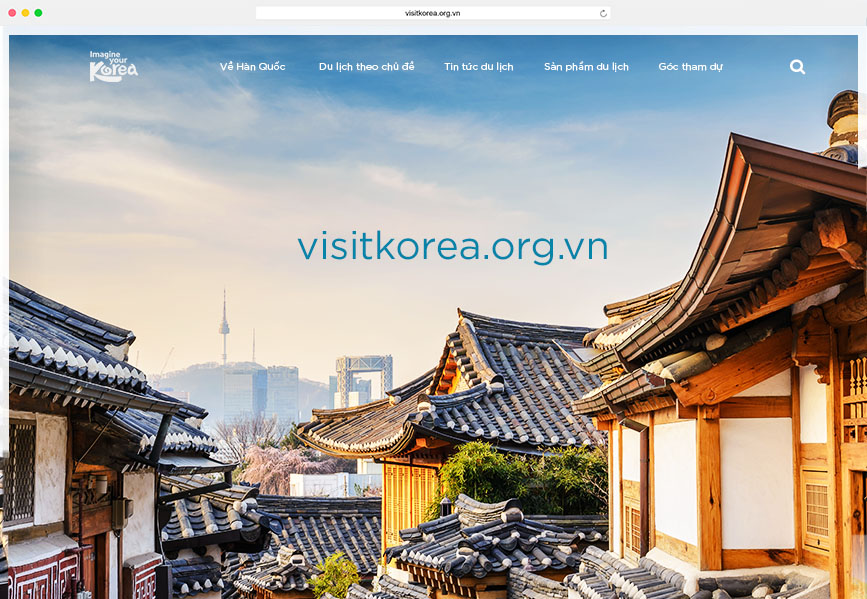 visitkorea.org.vn
Imagine
your
Korea
Về Hàn Quốc
Du lịch theo chủ đề
Tin tức du lịch
Sản phẩm du lịch
Góc tham dự
visitkorea.org.vn